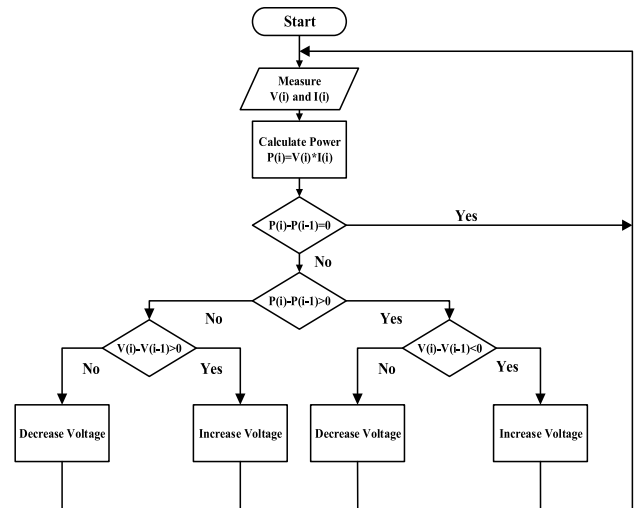 Start
Measure
V(i) and I(i)
Calculate Power
P(i)=V(i)*I(i)
P(i)-P(i-1)=0
Yes
No
P(i)-P(i-1)>0
No
Yes
V(i)-V(i-1)>0
V(i)-V(i-1)<0
No
Yes
No
Yes
Decrease Voltage
Increase Voltage
Decrease Voltage
Increase Voltage